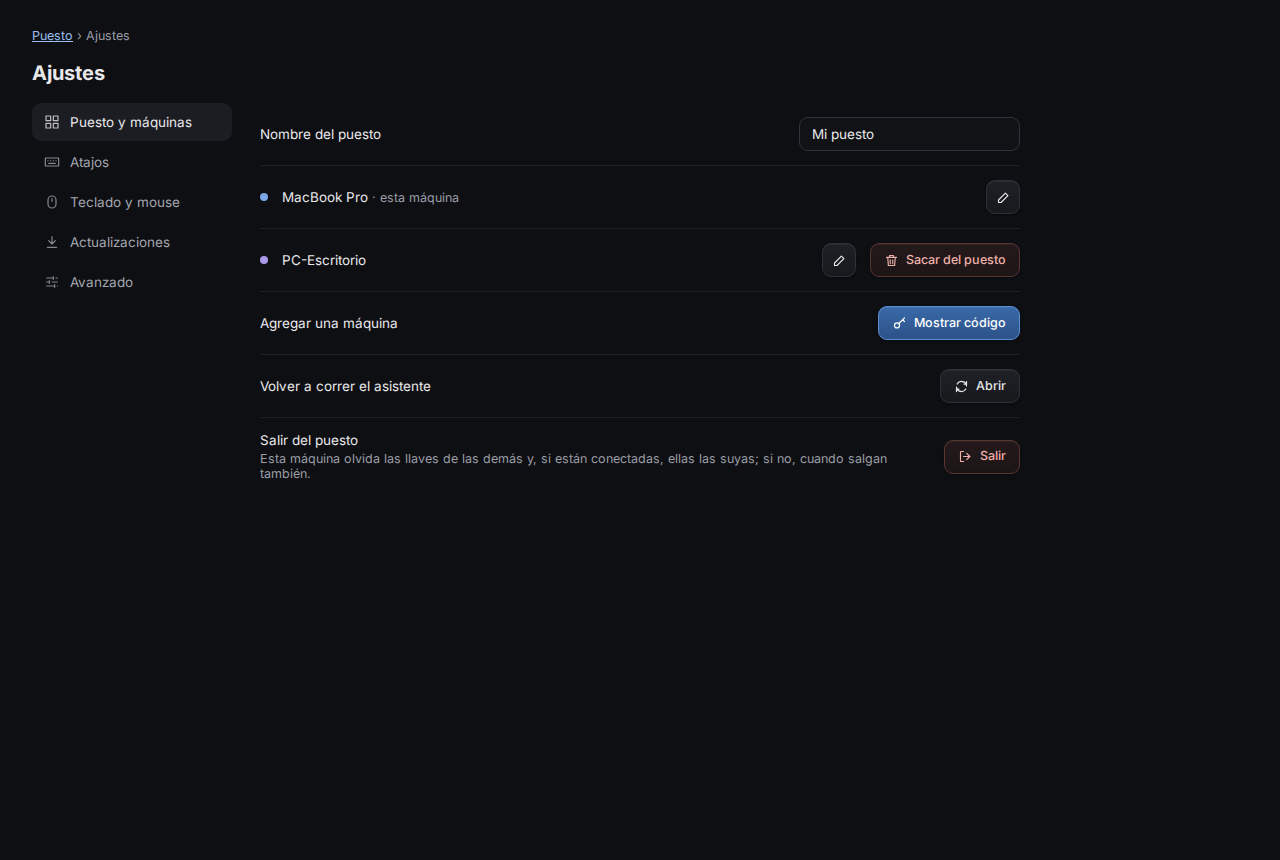 Puesto › Ajustes
Ajustes
Puesto y máquinas
Atajos
Teclado y mouse
Actualizaciones
Avanzado
Nombre del puesto
Mi puesto
MacBook Pro · esta máquina
PC-Escritorio
Sacar del puesto
Agregar una máquina
Mostrar código
Volver a correr el asistente
Abrir
Salir del puesto
Esta máquina olvida las llaves de las demás y, si están conectadas, ellas las suyas; si no, cuando salgan
también.
Salir